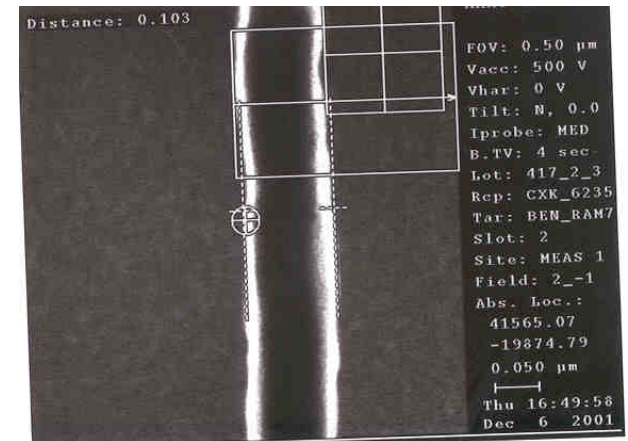 Distance: 0.103
FOV: 0.50 µm
Vacc: 500 V
Vhar: 0 V
Tilt: N, 0.0
Iprobe: MED
B.TV: 4 sec
Lot: 417_2_3
Rcp: CXK_6235
Tar: BEN_RAM7
Slot: 2
Site: MEAS 1
Field: 2_-1
Abs. Loc.:
41565.07
-19874.79
0.050 µm
Thu 16:49:58
Dec 6 2001